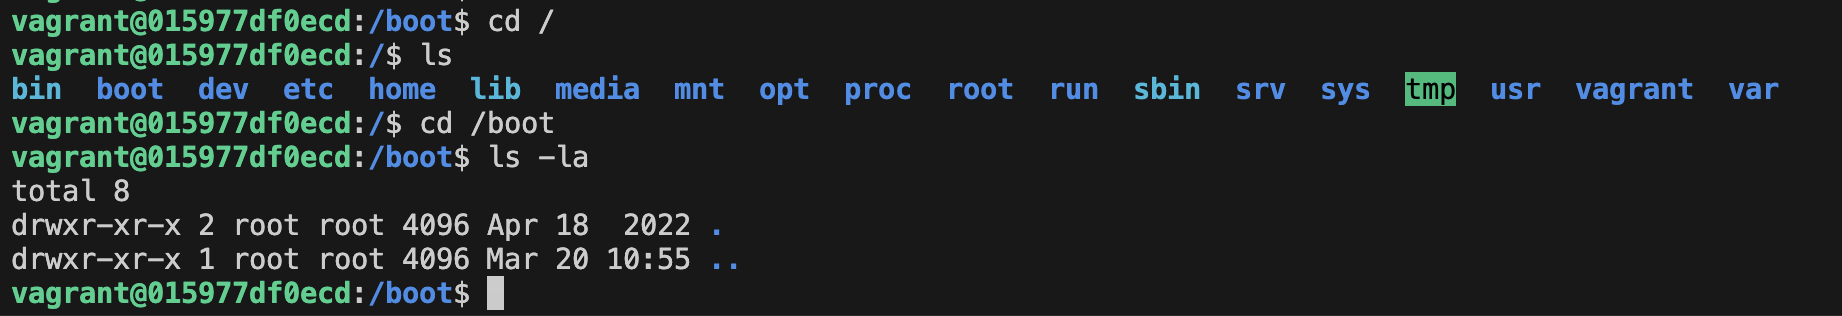 vagrant@015977df0ecd:/boot$ cd /
vagrant@015977df0ecd:/$ ls
bin  boot  dev  etc  home  lib  media  mnt  opt  proc  root  run  sbin  srv  sys  tmp  usr  vagrant  var
vagrant@015977df0ecd:/$ cd /boot
vagrant@015977df0ecd:/boot$ ls -la
total 8
drwxr-xr-x 2 root root 4096 Apr 18  2022 .
drwxr-xr-x 1 root root 4096 Mar 20 10:55 ..
vagrant@015977df0ecd:/boot$